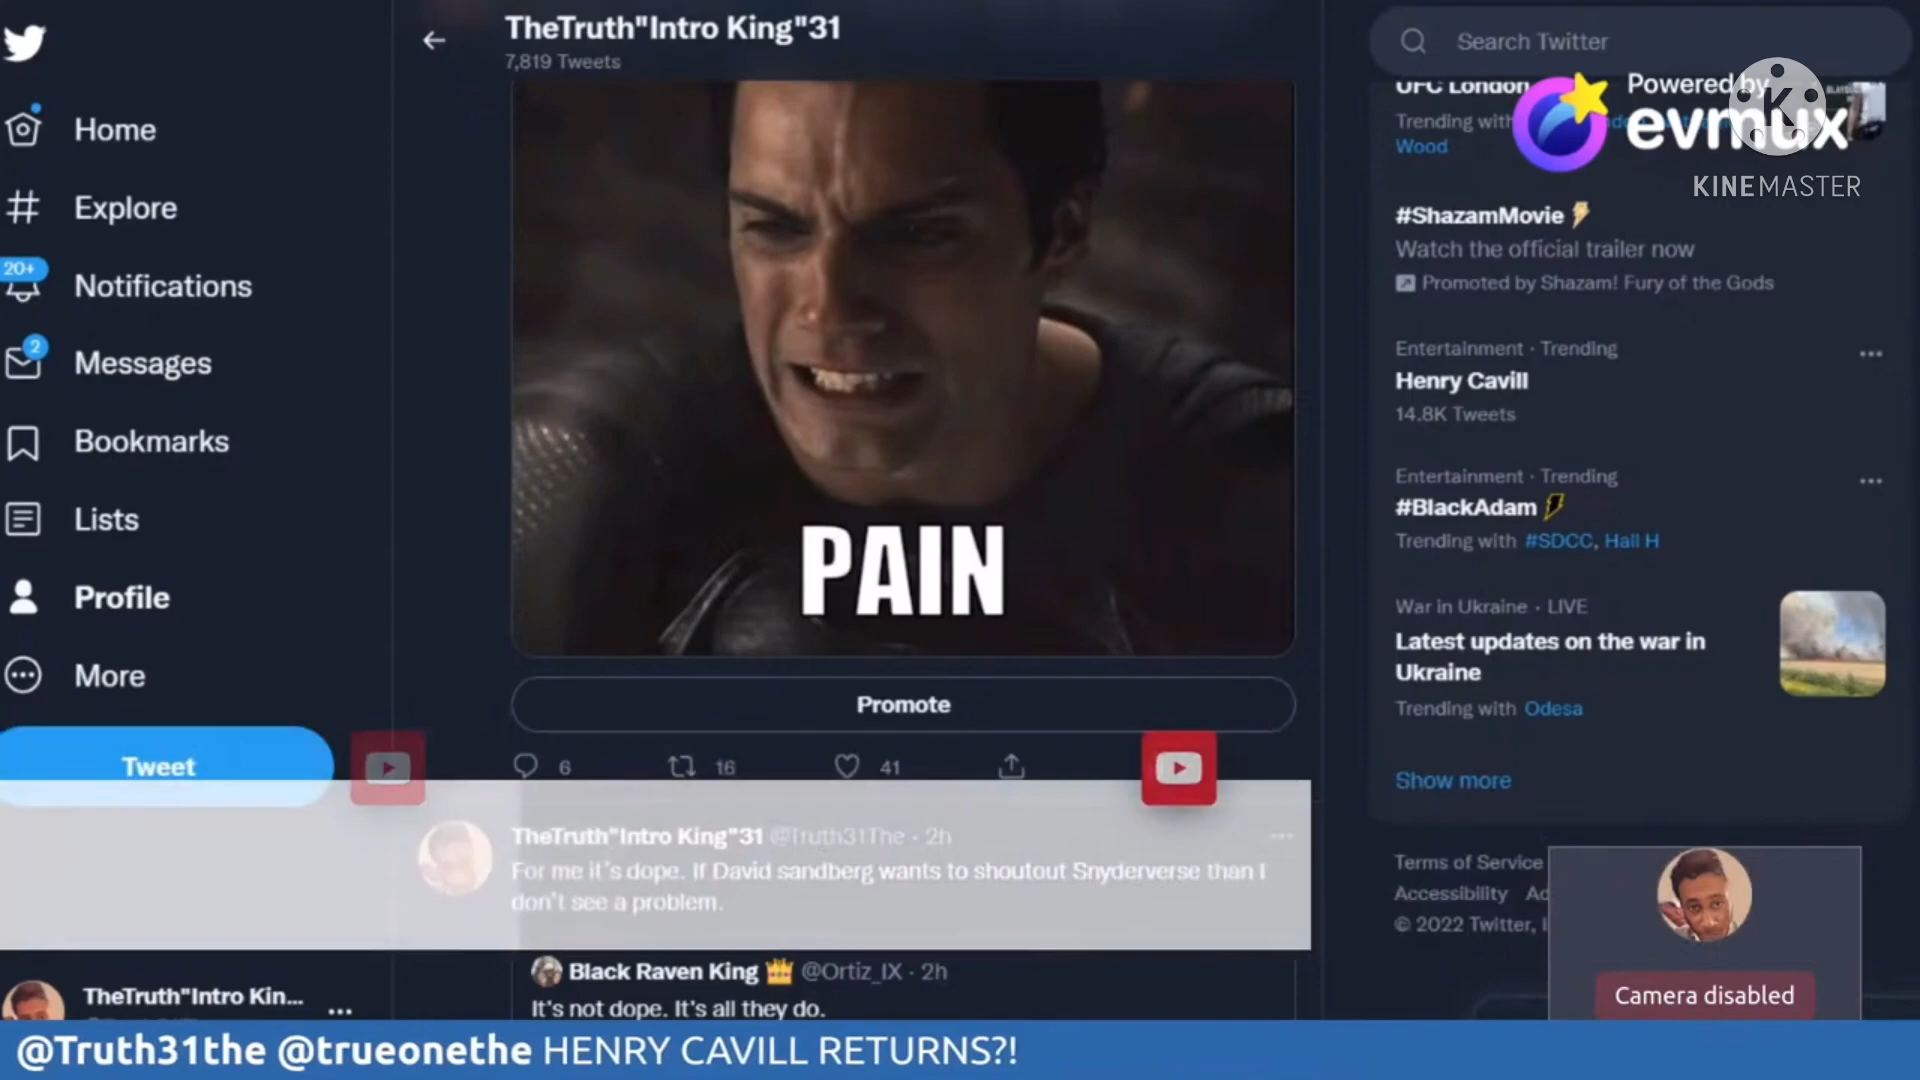 TheTruth"Intro King"31
7,819 Tweets
Home
Explore
20+
Notifications
2
Messages
Bookmarks
Lists
Profile
More
Tweet
PAIN
Promote
6 16 41
TheTruth"Intro King"31 @Truth31The · 2h
For me it's dope. If David sandberg wants to shoutout Snyderverse than I
don't see a problem.
Black Raven King @Ortiz_IX · 2h
It's not dope. It's all they do.
TheTruth"Intro Kin...
Search Twitter
UFC London
Trending with
Wood
Powered by
evmux
K
KINEMASTER
#ShazamMovie
Watch the official trailer now
Promoted by Shazam! Fury of the Gods
Entertainment · Trending
Henry Cavill
14.8K Tweets
Entertainment · Trending
#BlackAdam
Trending with #SDCC, Hall H
War in Ukraine · LIVE
Latest updates on the war in
Ukraine
Trending with Odesa
Show more
Terms of Service
Accessibility
© 2022 Twitter,
Camera disabled
@Truth31the @trueonethe HENRY CAVILL RETURNS?!